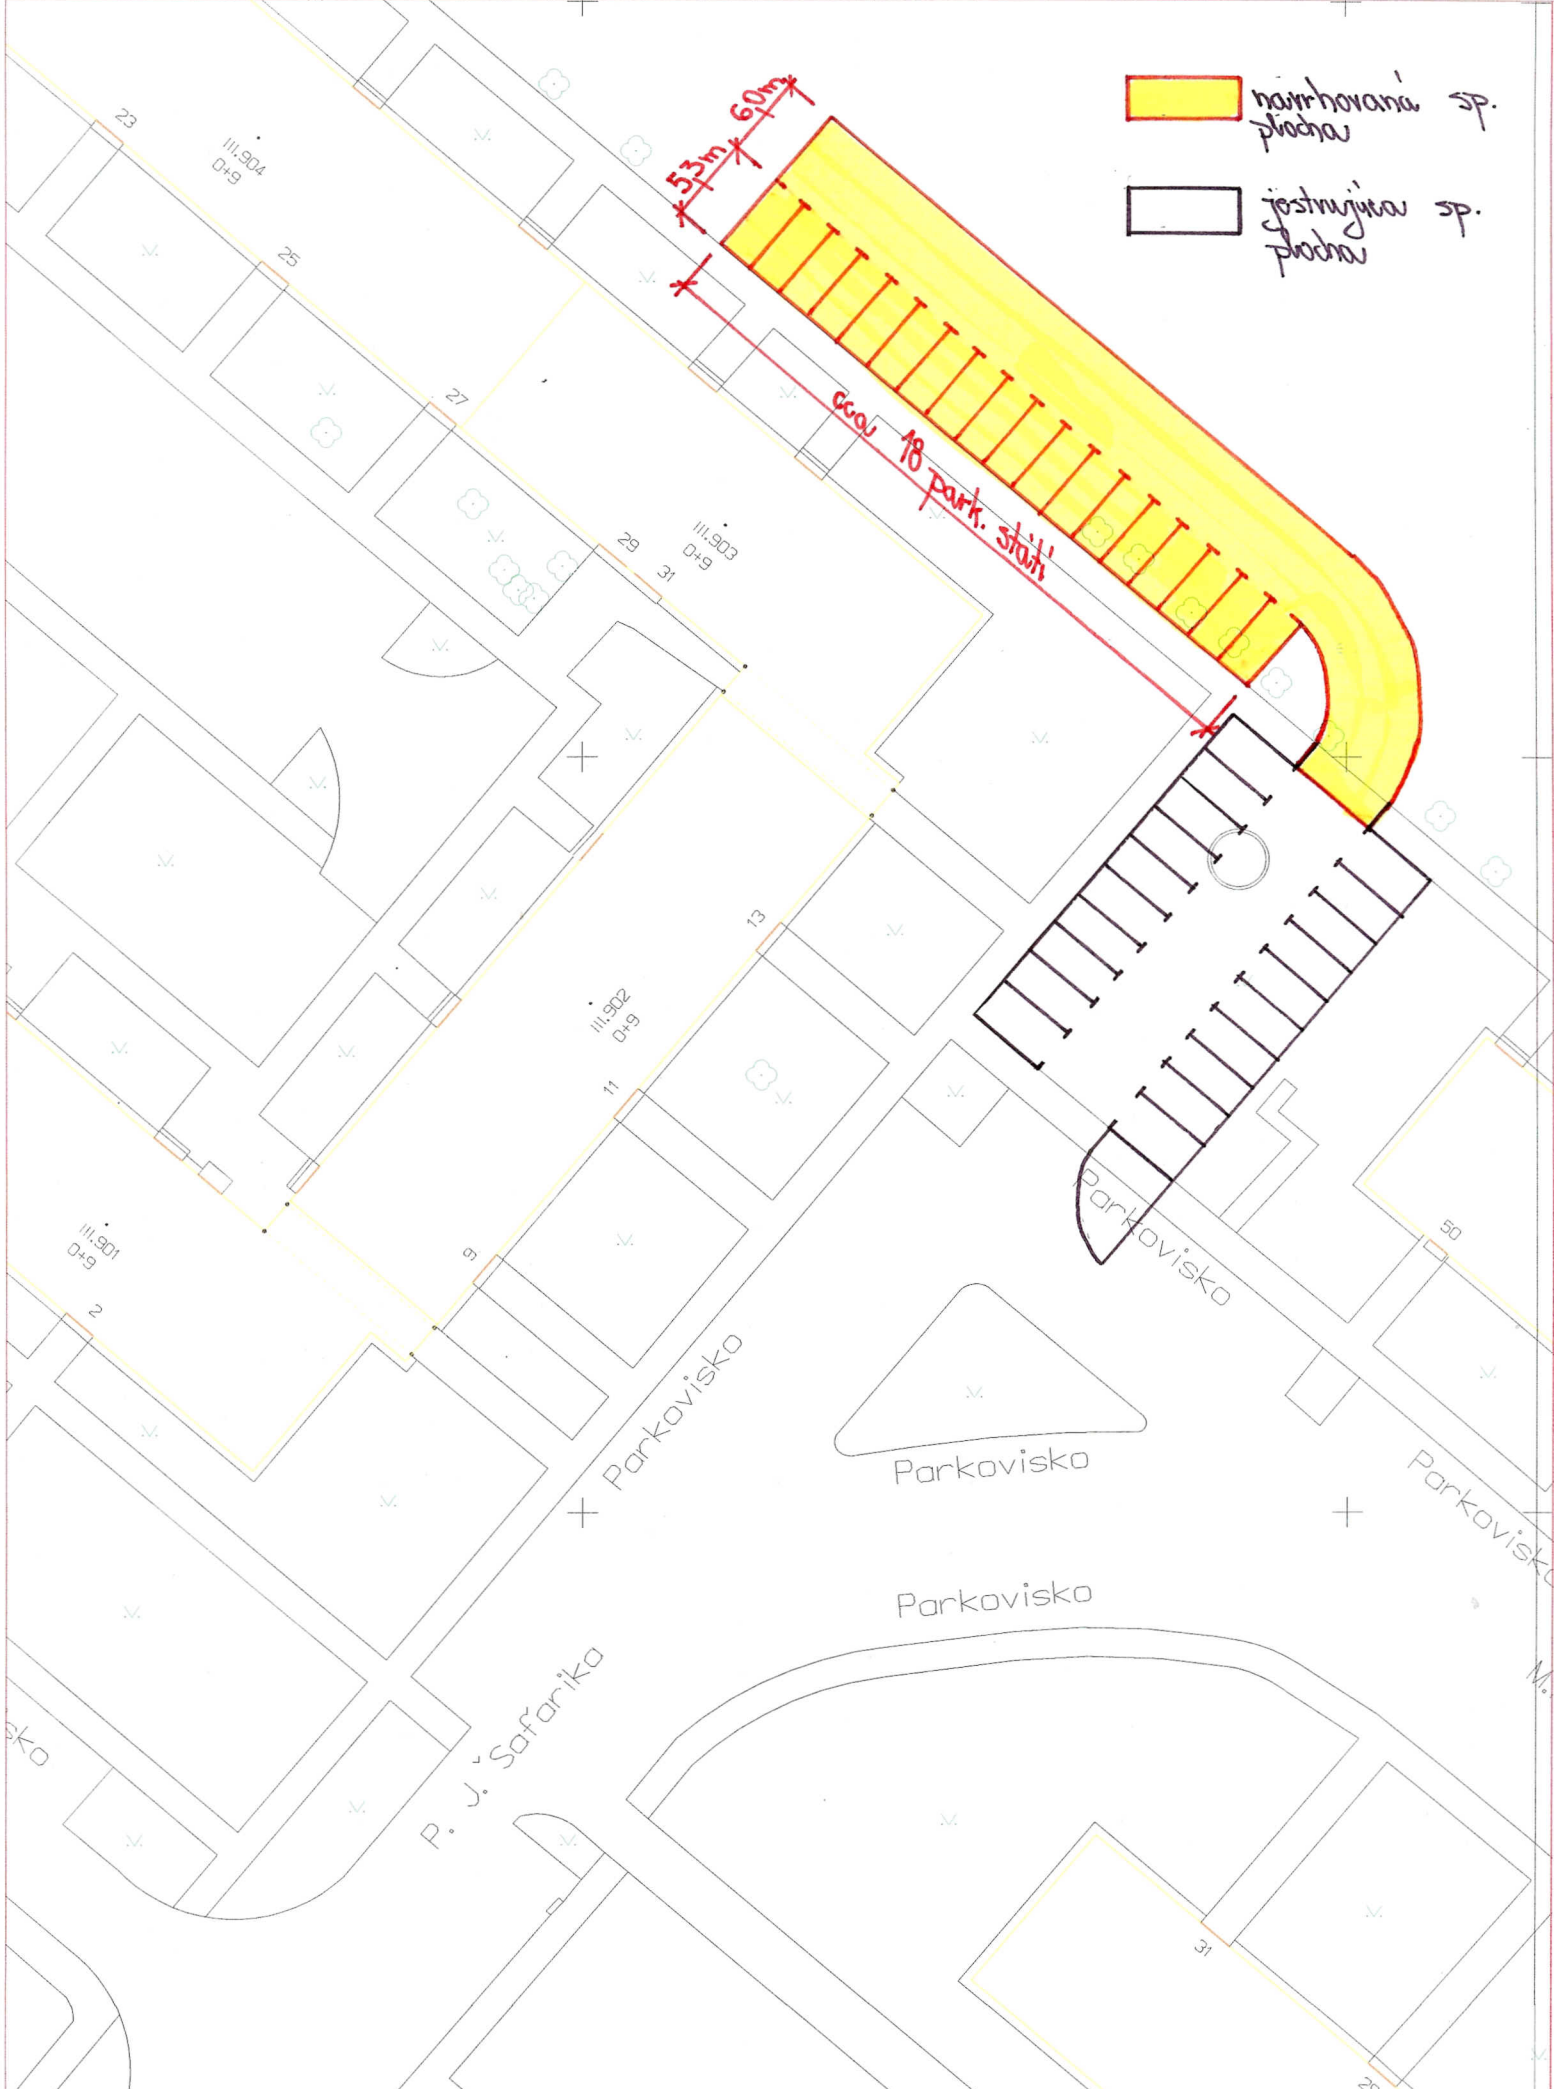 navrhovaná sp.
plocha
jestvujúca sp.
plocha
6,0m
5,3m
cca 18 park. státí
23
III.904
0+9
25
27
29
31
III.903
0+9
13
III.902
0+9
11
9
III.901
0+9
2
50
Parkovisko
Parkovisko
Parkovisko
Parkovisko
Parkovisko
P. J. Šafárika
sko
M.
31
29